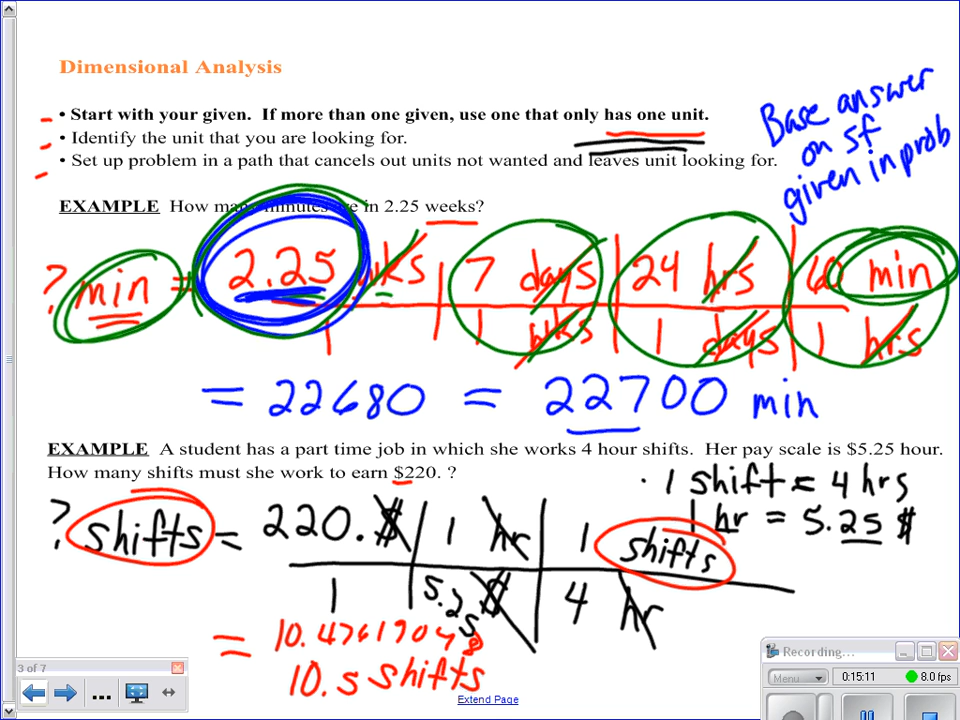 Dimensional Analysis
• Start with your given. If more than one given, use one that only has one unit.
• Identify the unit that you are looking for.
• Set up problem in a path that cancels out units not wanted and leaves unit looking for.
Base answer
on sf
given in prob
EXAMPLE How many minutes are in 2.25 weeks?
? min = 2.25 wks | 7 days | 24 hrs | 60 min
1 | 1 wks | 1 days | 1 hrs
= 22680 = 22700 min
EXAMPLE A student has a part time job in which she works 4 hour shifts. Her pay scale is $5.25 hour.
How many shifts must she work to earn $220. ?
1 shift = 4 hrs
1 hr = 5.25 $
? shifts = 220. $ | 1 hr | 1 shifts
1 | 5.25 $ | 4 hr
= 10.47619048
10.5 shifts
3 of 7
Extend Page
Recording...
Menu
0:15:11
8.0 fps